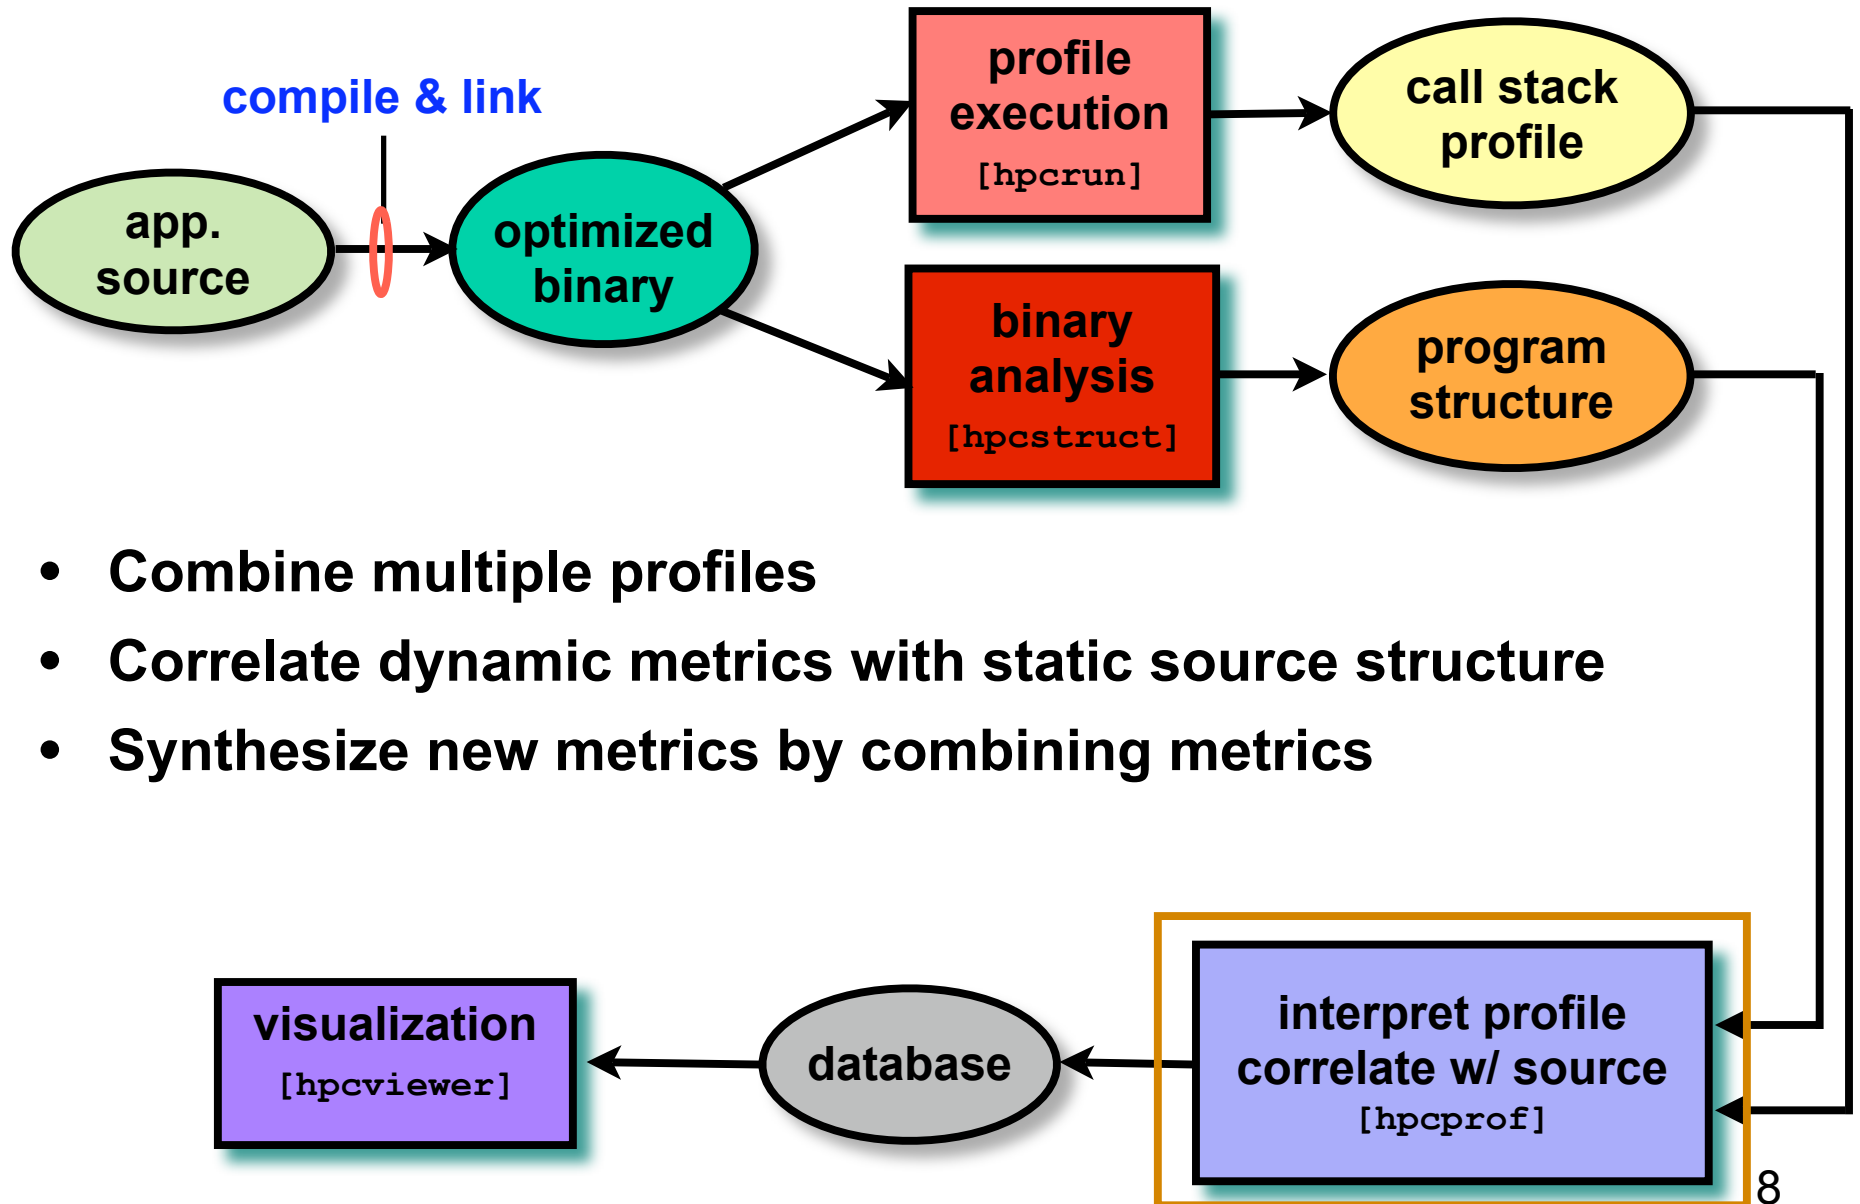 compile & link
app.
source
optimized
binary
profile
execution
[hpcrun]
call stack
profile
binary
analysis
[hpcstruct]
program
structure
• Combine multiple profiles
• Correlate dynamic metrics with static source structure
• Synthesize new metrics by combining metrics
visualization
[hpcviewer]
database
interpret profile
correlate w/ source
[hpcprof]
8